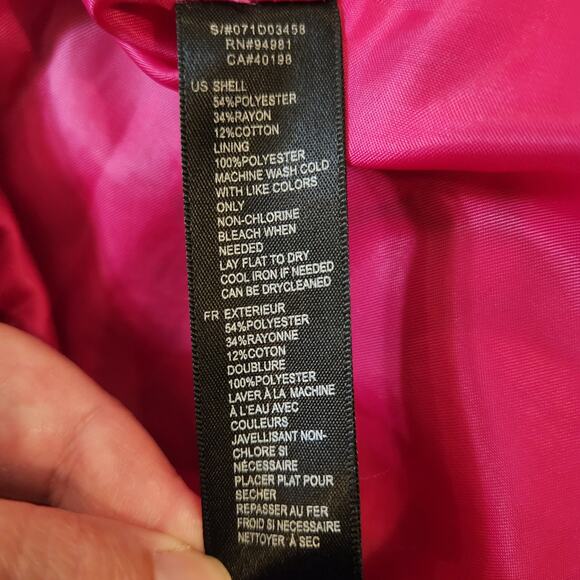 S/#071D03458
RN#94981
CA#40198
US SHELL
54%POLYESTER
34%RAYON
12%COTTON
LINING
100%POLYESTER
MACHINE WASH COLD
WITH LIKE COLORS
ONLY
NON-CHLORINE
BLEACH WHEN
NEEDED
LAY FLAT TO DRY
COOL IRON IF NEEDED
CAN BE DRYCLEANED
FR EXTERIEUR
54%POLYESTER
34%RAYONNE
12%COTON
DOUBLURE
100%POLYESTER
LAVER À LA MACHINE
À L'EAU AVEC
COULEURS
JAVELLISANT NON-
CHLORE SI
NÉCESSAIRE
PLACER PLAT POUR
SECHER
REPASSER AU FER
FROID SI NECESSAIRE
NETTOYER À SEC